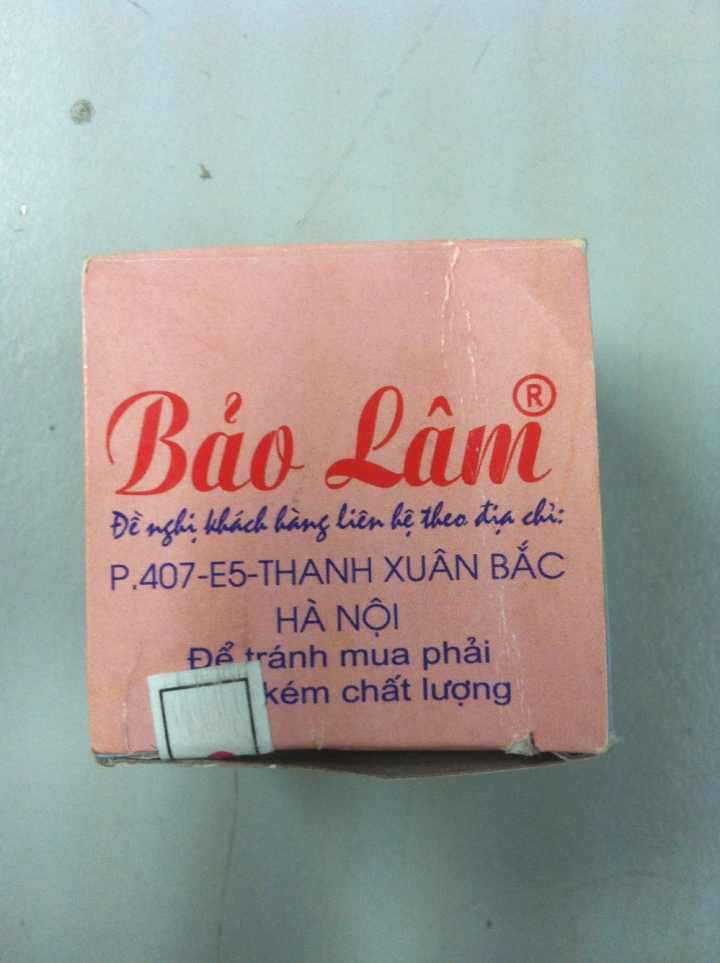 Bảo Lâm ®
Đề nghị khách hàng liên hệ theo địa chỉ:
P.407-E5-THANH XUÂN BẮC
HÀ NỘI
Để tránh mua phải
kém chất lượng